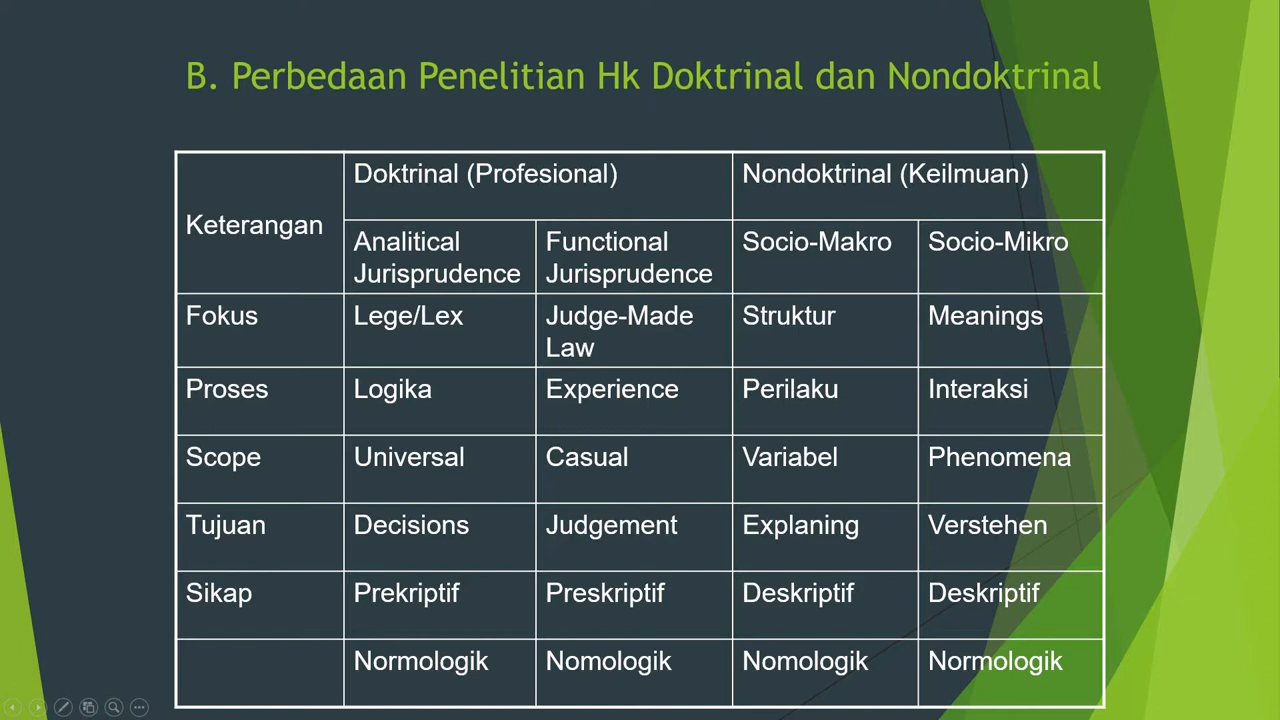 B. Perbedaan Penelitian Hk Doktrinal dan Nondoktrinal
Keterangan
Doktrinal (Profesional)
Nondoktrinal (Keilmuan)
Analitical
Jurisprudence
Functional
Jurisprudence
Socio-Makro
Socio-Mikro
Fokus
Lege/Lex
Judge-Made
Law
Struktur
Meanings
Proses
Logika
Experience
Perilaku
Interaksi
Scope
Universal
Casual
Variabel
Phenomena
Tujuan
Decisions
Judgement
Explaning
Verstehen
Sikap
Prekriptif
Preskriptif
Deskriptif
Deskriptif
Normologik
Nomologik
Nomologik
Normologik